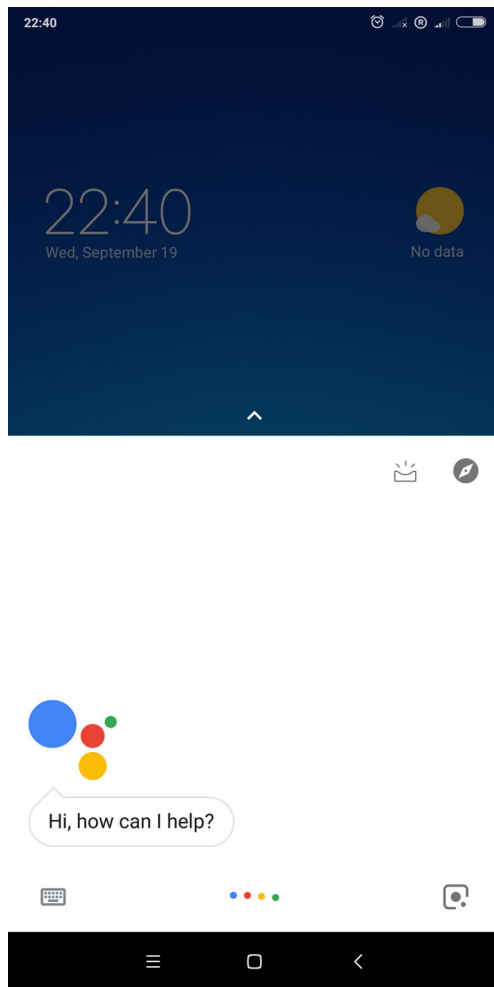 22:40
R
22:40
Wed, September 19
No data
Hi, how can I help?